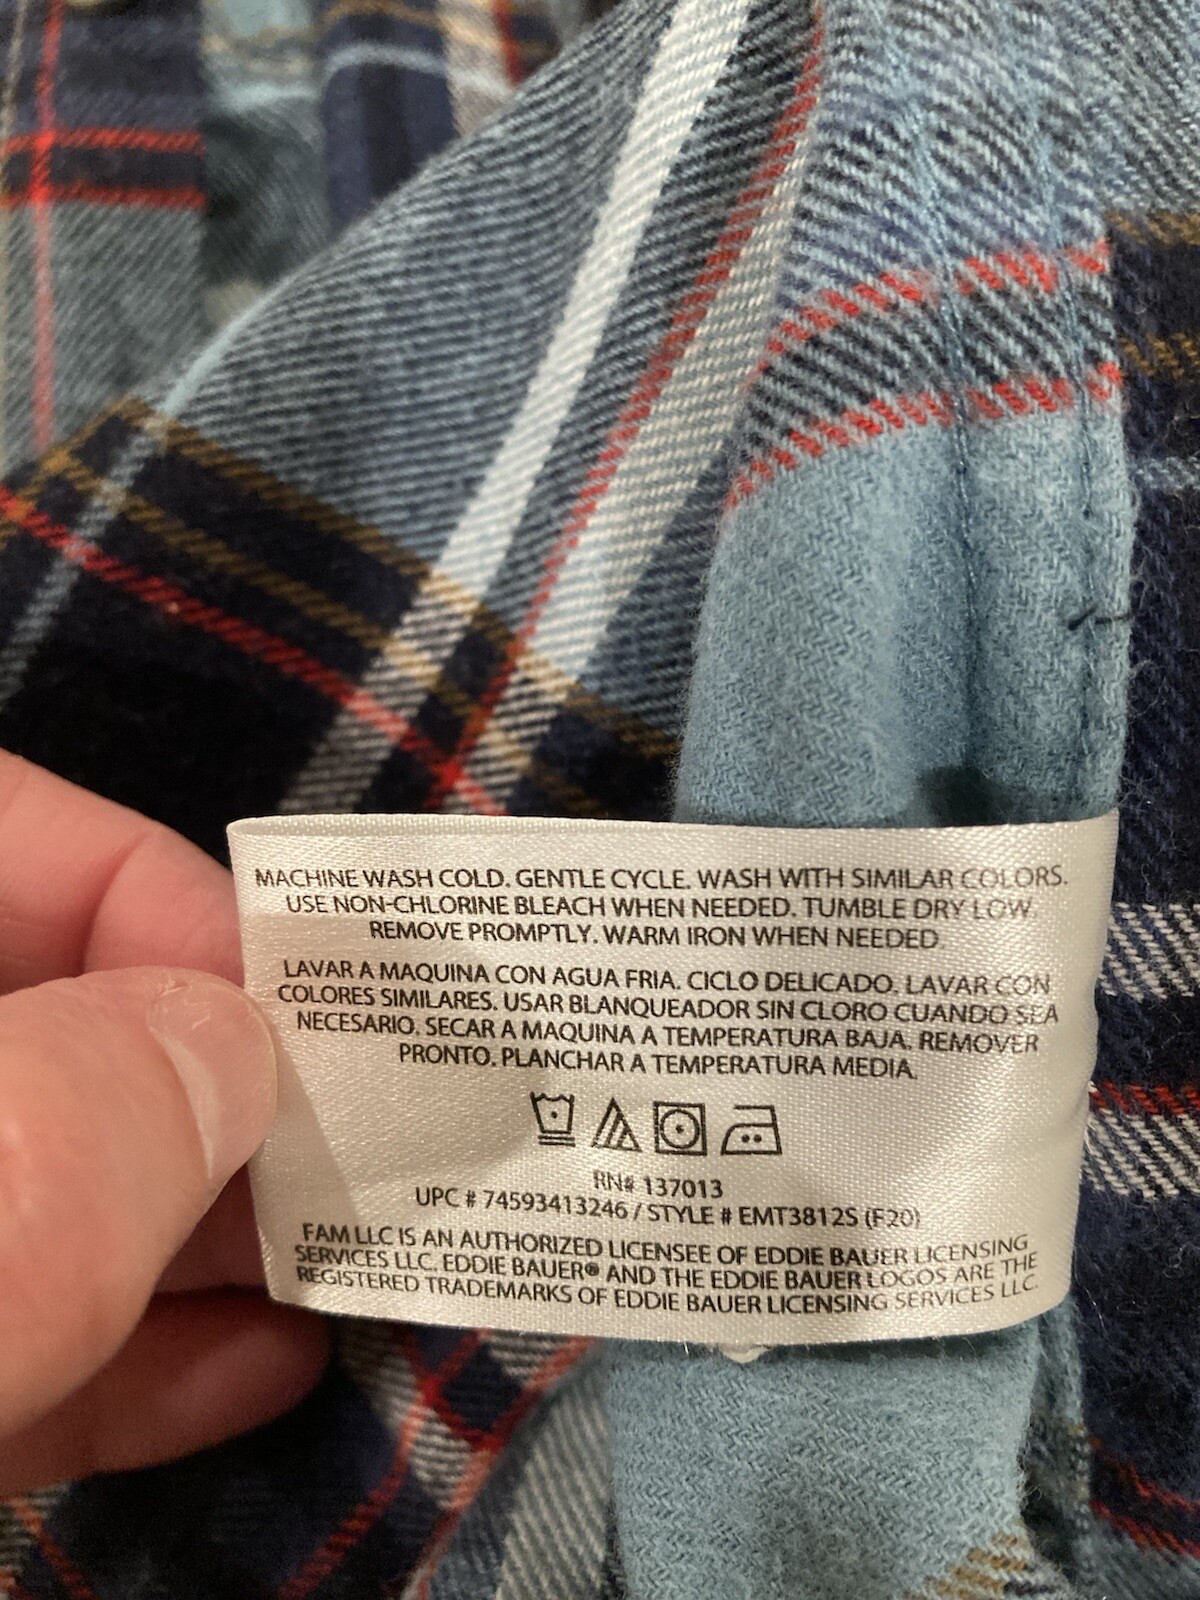 MACHINE WASH COLD. GENTLE CYCLE. WASH WITH SIMILAR COLORS.
USE NON-CHLORINE BLEACH WHEN NEEDED. TUMBLE DRY LOW.
REMOVE PROMPTLY. WARM IRON WHEN NEEDED.
LAVAR A MAQUINA CON AGUA FRIA. CICLO DELICADO. LAVAR CON
COLORES SIMILARES. USAR BLANQUEADOR SIN CLORO CUANDO SEA
NECESARIO. SECAR A MAQUINA A TEMPERATURA BAJA. REMOVER
PRONTO. PLANCHAR A TEMPERATURA MEDIA.
RN# 137013
UPC # 74593413246 / STYLE # EMT3812S (F20)
FAM LLC IS AN AUTHORIZED LICENSEE OF EDDIE BAUER LICENSING
SERVICES LLC. EDDIE BAUER® AND THE EDDIE BAUER LOGOS ARE THE
REGISTERED TRADEMARKS OF EDDIE BAUER LICENSING SERVICES LLC.